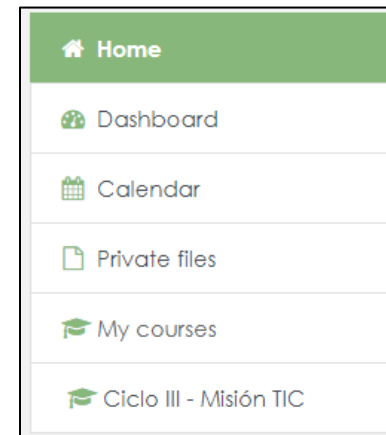 Home
Dashboard
Calendar
Private files
My courses
Ciclo III - Misión TIC